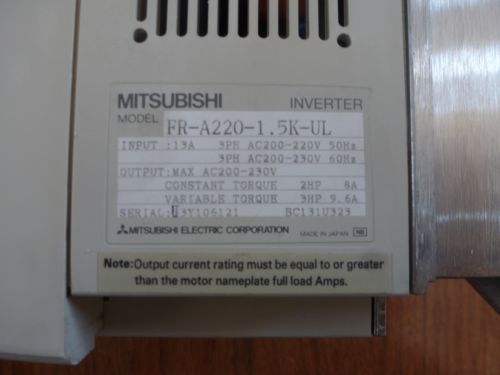 MITSUBISHI INVERTER
MODEL FR-A220-1.5K-UL
INPUT :13A 3PH AC200-220V 50Hz
3PH AC200-230V 60Hz
OUTPUT:MAX AC200-230V
CONSTANT TORQUE 2HP 8A
VARIABLE TORQUE 3HP 9.6A
SERIAL: BC131U323
MITSUBISHI ELECTRIC CORPORATION MADE IN JAPAN
Note:Output current rating must be equal to or greater
than the motor nameplate full load Amps.